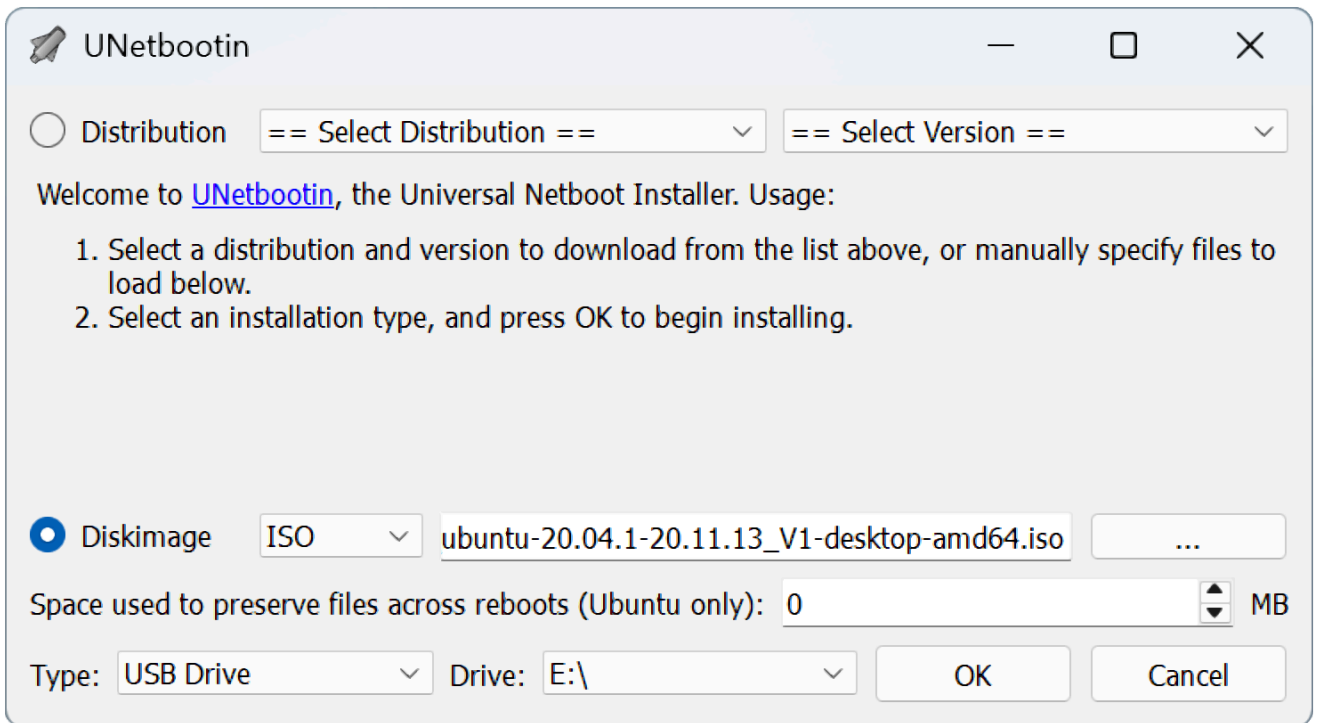 UNetbootin
Distribution == Select Distribution == == Select Version ==
Welcome to UNetbootin, the Universal Netboot Installer. Usage:
1. Select a distribution and version to download from the list above, or manually specify files to
load below.
2. Select an installation type, and press OK to begin installing.
Diskimage ISO ubuntu-20.04.1-20.11.13_V1-desktop-amd64.iso ...
Space used to preserve files across reboots (Ubuntu only): 0 MB
Type: USB Drive Drive: E:\ OK Cancel